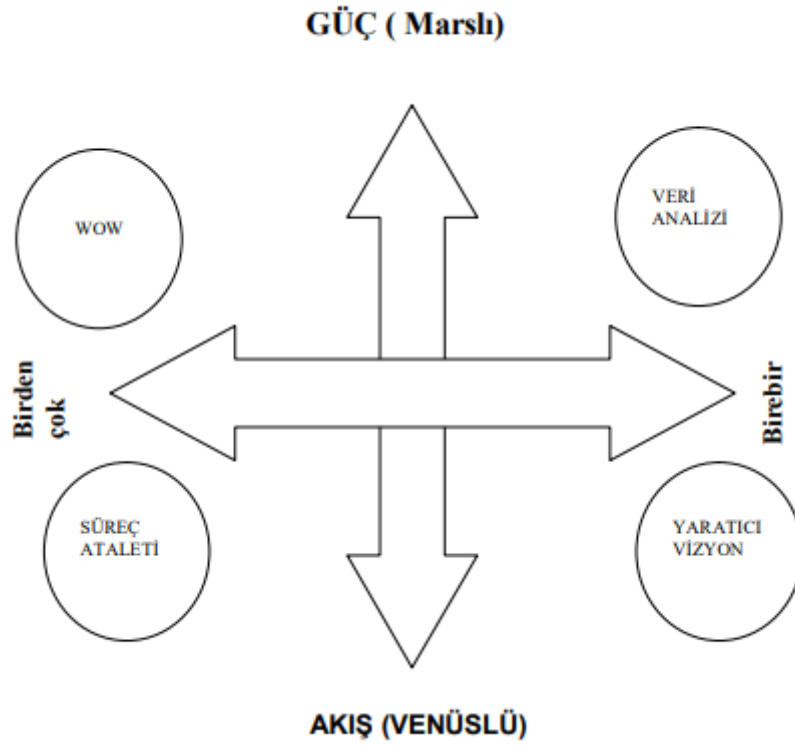 GÜÇ ( Marslı)
WOW
VERİ
ANALİZİ
Birden
çok
Birebir
SÜREÇ
ATALETİ
YARATICI
VİZYON
AKIŞ (VENÜSLÜ)